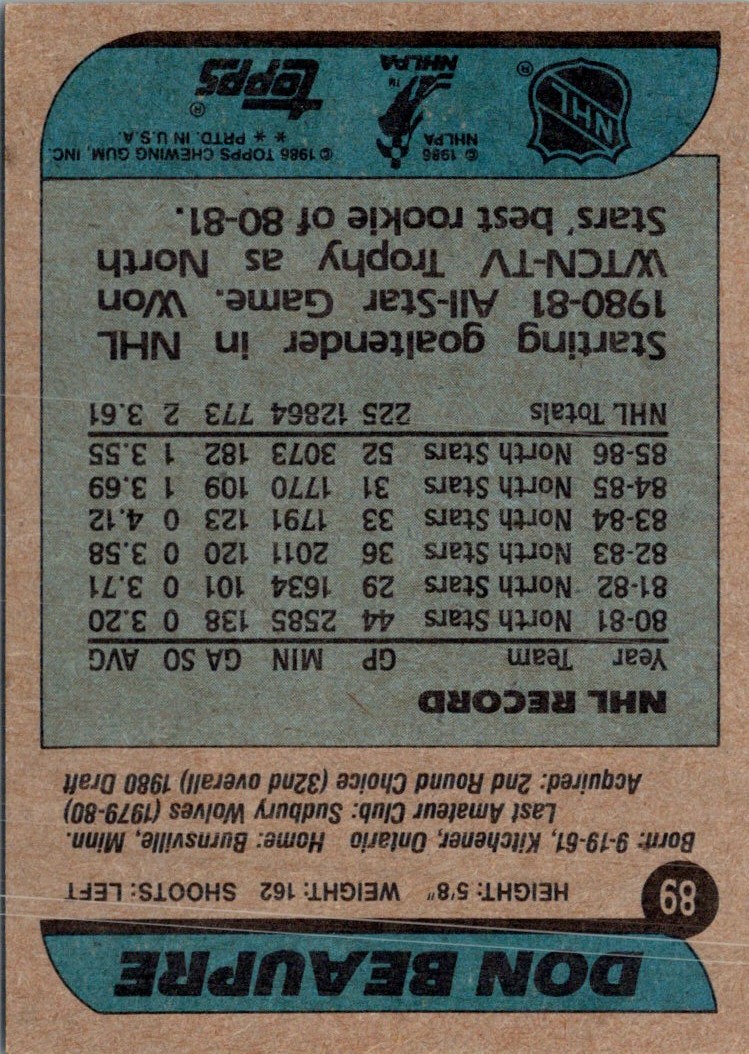 DON BEAUPRE
89
HEIGHT: 5'8" WEIGHT: 162 SHOOTS: LEFT
Born: 9-19-61, Kitchener, Ontario Home: Burnsville, Minn.
Last Amateur Club: Sudbury Wolves (1979-80)
Acquired: 2nd Round Choice (32nd overall) 1980 Draft
NHL RECORD
Year Team GP MIN GA SO AVG
80-81 North Stars 44 2585 138 0 3.20
81-82 North Stars 29 1634 101 0 3.71
82-83 North Stars 36 2011 120 0 3.58
83-84 North Stars 33 1791 123 0 4.12
84-85 North Stars 31 1770 109 1 3.69
85-86 North Stars 52 3073 182 1 3.55
NHL Totals 225 12864 773 2 3.61
Starting goaltender in NHL
1980-81 All-Star Game. Won
WTCN-TV Trophy as North
Stars' best rookie of 80-81.
NHL ®
© 1986
NHLPA
™
NHLPA
© 1986 TOPPS CHEWING GUM, INC.
* * PRTD. IN U.S.A.
topps ®